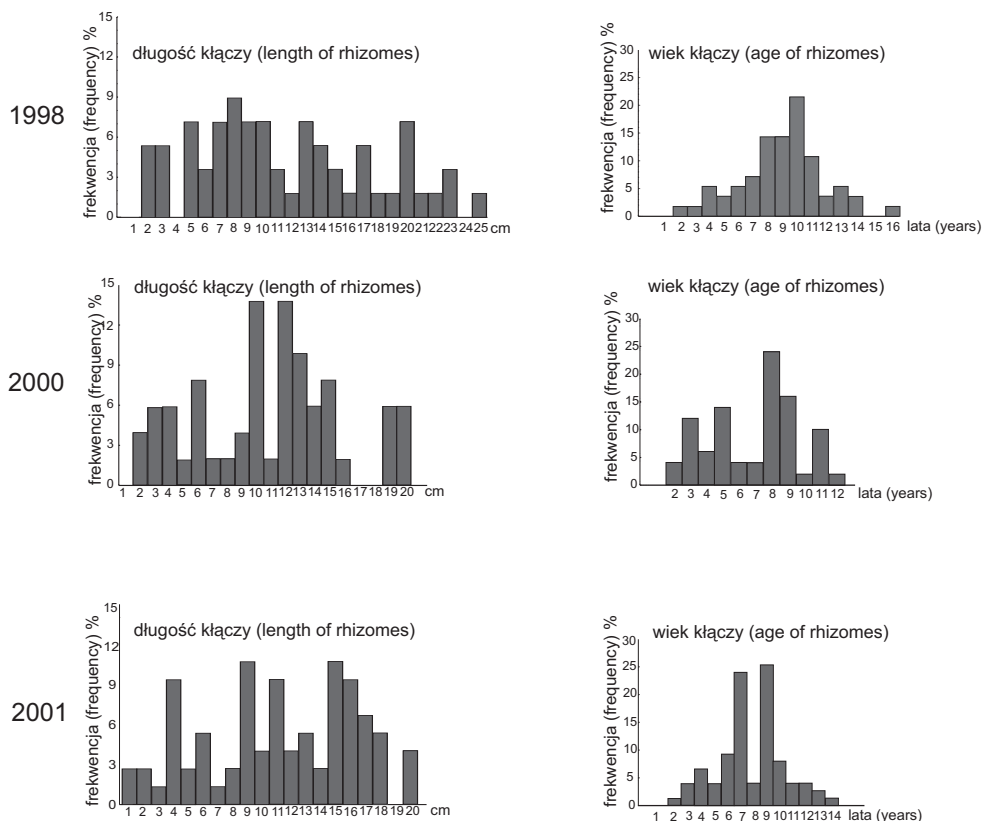 1998
długość kłączy (length of rhizomes)
frekwencja (frequency) %
15
12
9
6
3
0
1 2 3 4 5 6 7 8 9 10 11 12 13 14 15 16 17 18 19 20 21 22 23 24 25 cm
wiek kłączy (age of rhizomes)
frekwencja (frequency) %
30
25
20
15
10
5
0
1 2 3 4 5 6 7 8 9 10 11 12 13 14 15 16 lata (years)
2000
długość kłączy (length of rhizomes)
frekwencja (frequency) %
15
12
9
6
3
0
1 2 3 4 5 6 7 8 9 10 11 12 13 14 15 16 17 18 19 20 cm
wiek kłączy (age of rhizomes)
frekwencja (frequency) %
30
25
20
15
10
5
0
2 3 4 5 6 7 8 9 10 11 12 lata (years)
2001
długość kłączy (length of rhizomes)
frekwencja (frequency) %
15
12
9
6
3
0
1 2 3 4 5 6 7 8 9 10 11 12 13 14 15 16 17 18 19 20 cm
wiek kłączy (age of rhizomes)
frekwencja (frequency) %
30
25
20
15
10
5
0
1 2 3 4 5 6 7 8 9 10 11 12 13 14 lata (years)